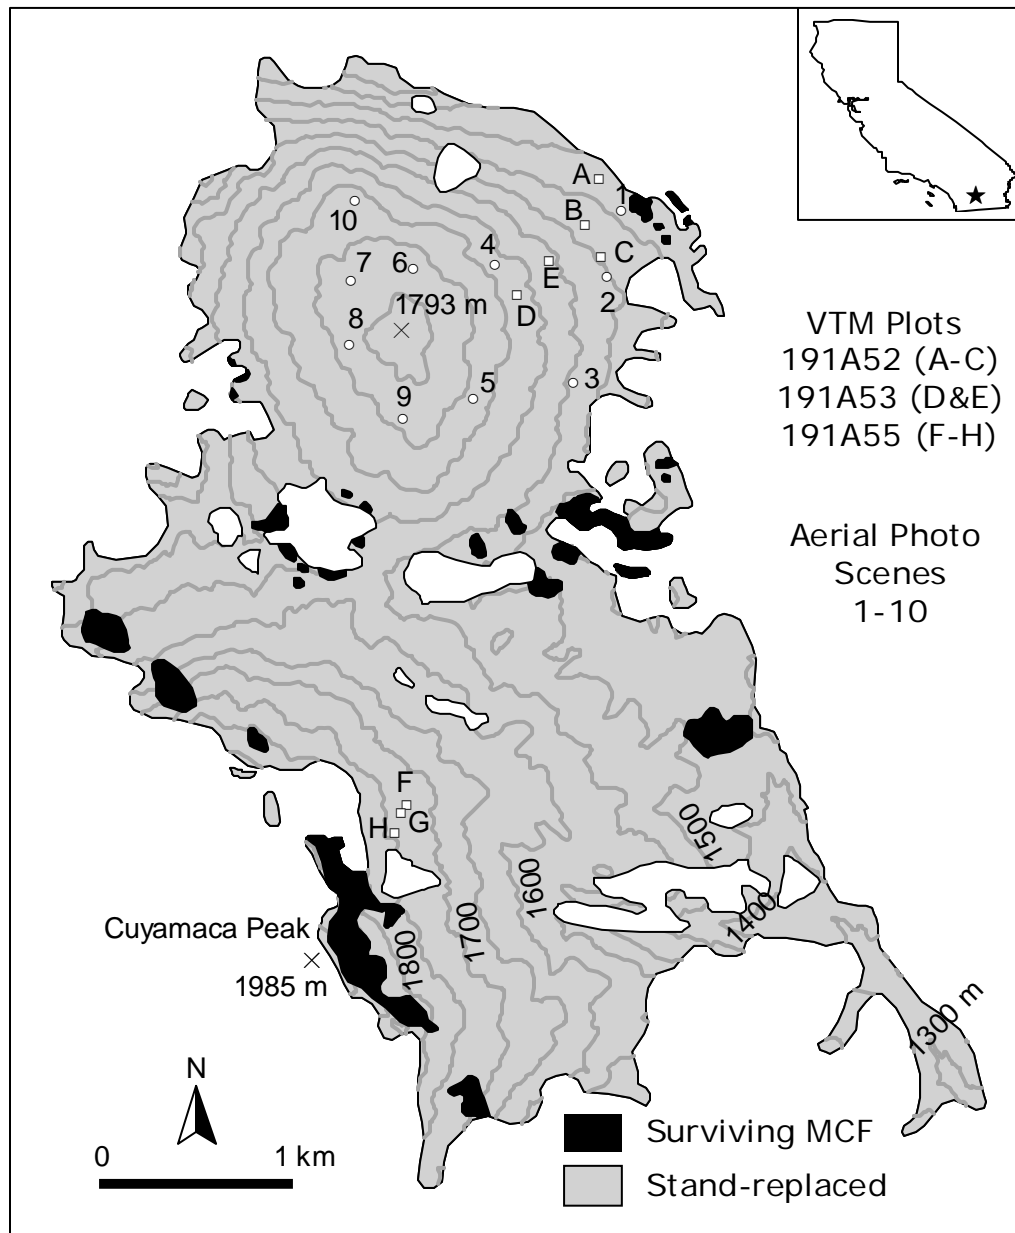 A
1
B
10
C
4
7
6
E
2
1793 m
D
8
VTM Plots
191A52 (A-C)
3
5
191A53 (D&E)
9
191A55 (F-H)
Aerial Photo
Scenes
1-10
F
G
H
1500
1600
1400
1700
Cuyamaca Peak
1800
1985 m
1300 m
N
0 1 km
Surviving MCF
Stand-replaced